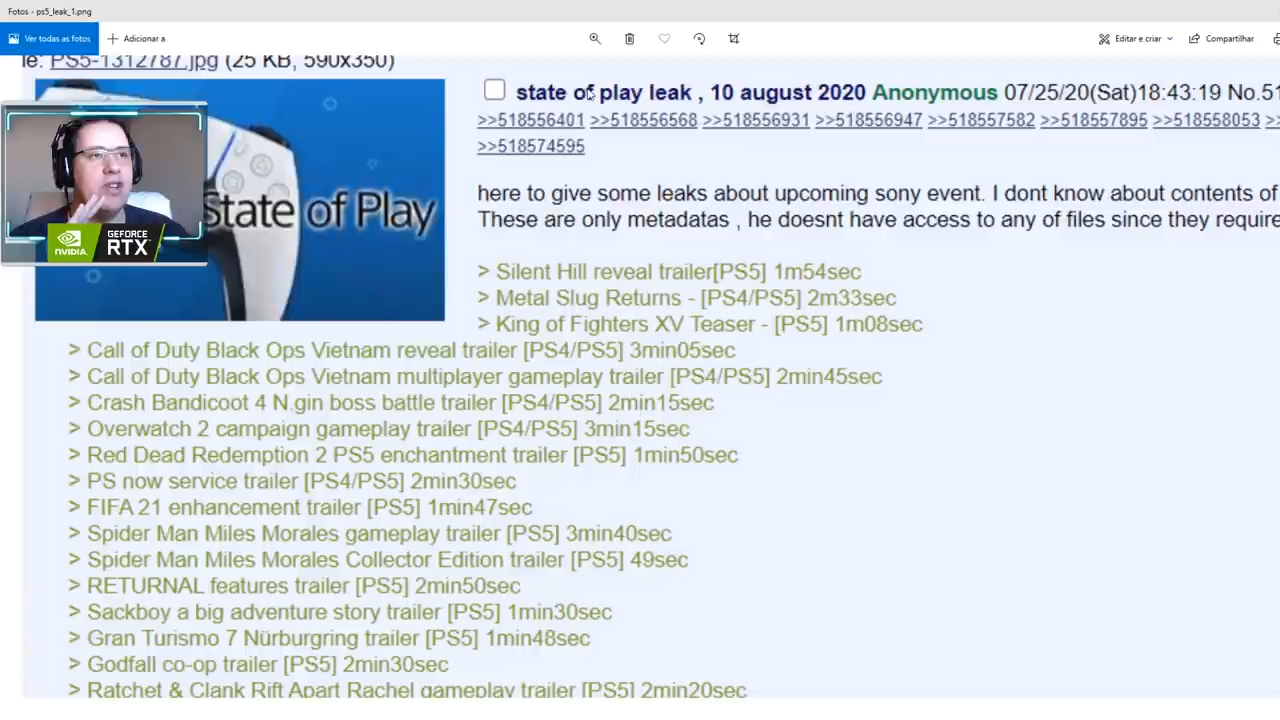 Fotos - ps5_leak_1.png
Ver todas as fotos
Adicionar a
Editar e criar
Compartilhar
le: PS5-1312787.jpg (25 KB, 590x350)
state of play leak , 10 august 2020 Anonymous 07/25/20(Sat)18:43:19 No.51
>>518556401 >>518556568 >>518556931 >>518556947 >>518557582 >>518557895 >>518558053 >>
>>518574595
State of Play
NVIDIA.
GEFORCE
RTX
here to give some leaks about upcoming sony event. I dont know about contents of
These are only metadatas , he doesnt have access to any of files since they require
> Silent Hill reveal trailer[PS5] 1m54sec
> Metal Slug Returns - [PS4/PS5] 2m33sec
> King of Fighters XV Teaser - [PS5] 1m08sec
> Call of Duty Black Ops Vietnam reveal trailer [PS4/PS5] 3min05sec
> Call of Duty Black Ops Vietnam multiplayer gameplay trailer [PS4/PS5] 2min45sec
> Crash Bandicoot 4 N.gin boss battle trailer [PS4/PS5] 2min15sec
> Overwatch 2 campaign gameplay trailer [PS4/PS5] 3min15sec
> Red Dead Redemption 2 PS5 enchantment trailer [PS5] 1min50sec
> PS now service trailer [PS4/PS5] 2min30sec
> FIFA 21 enhancement trailer [PS5] 1min47sec
> Spider Man Miles Morales gameplay trailer [PS5] 3min40sec
> Spider Man Miles Morales Collector Edition trailer [PS5] 49sec
> RETURNAL features trailer [PS5] 2min50sec
> Sackboy a big adventure story trailer [PS5] 1min30sec
> Gran Turismo 7 Nürburgring trailer [PS5] 1min48sec
> Godfall co-op trailer [PS5] 2min30sec
> Ratchet & Clank Rift Apart Rachel gameplay trailer [PS5] 2min20sec